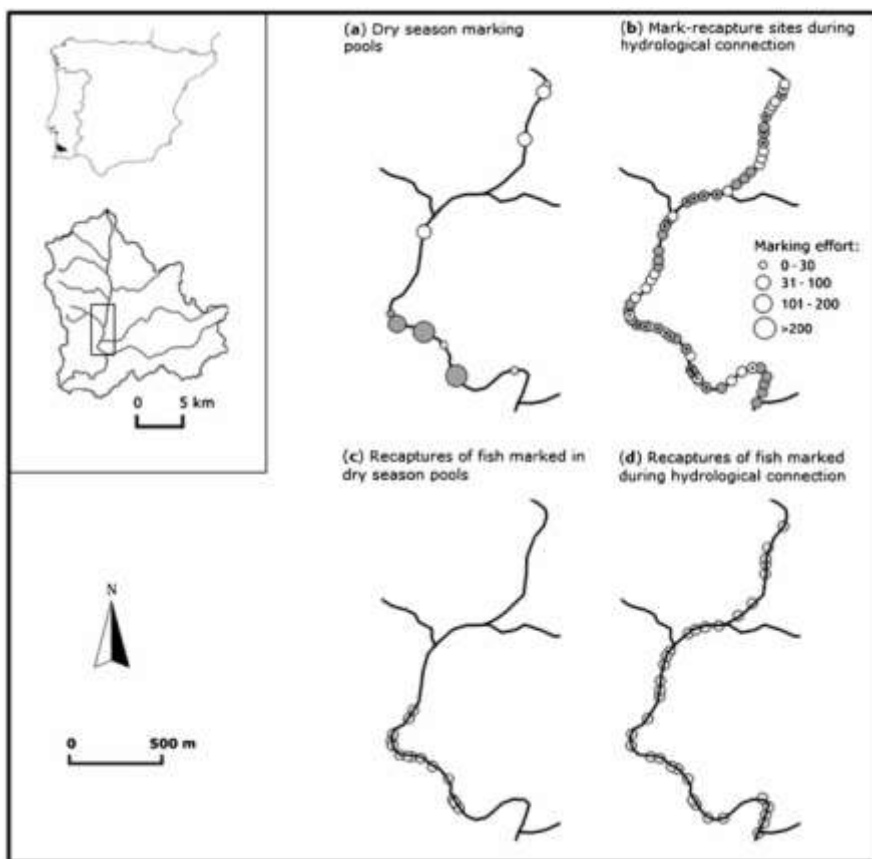 (a) Dry season marking
pools
(b) Mark-recapture sites during
hydrological connection
Marking effort:
0 - 30
31 - 100
101 - 200
>200
0 5 km
(c) Recaptures of fish marked in
dry season pools
(d) Recaptures of fish marked
during hydrological connection
N
0 500 m